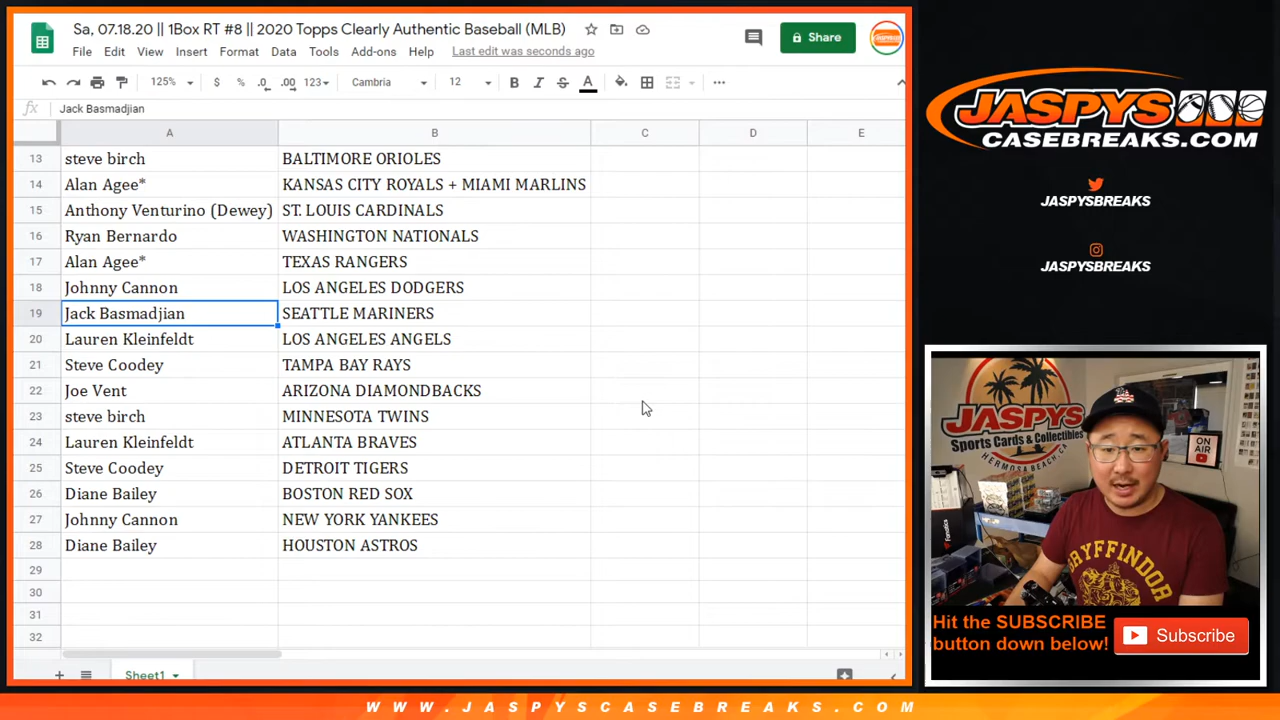 Sa, 07.18.20 || 1Box RT #8 || 2020 Topps Clearly Authentic Baseball (MLB)
File Edit View Insert Format Data Tools Add-ons Help Last edit was seconds ago
Share
125% $ % .0 .00 123 Cambria 12 B I S A
fx Jack Basmadjian
A B C D E
13 steve birch BALTIMORE ORIOLES
14 Alan Agee* KANSAS CITY ROYALS + MIAMI MARLINS
15 Anthony Venturino (Dewey) ST. LOUIS CARDINALS
16 Ryan Bernardo WASHINGTON NATIONALS
17 Alan Agee* TEXAS RANGERS
18 Johnny Cannon LOS ANGELES DODGERS
19 Jack Basmadjian SEATTLE MARINERS
20 Lauren Kleinfeldt LOS ANGELES ANGELS
21 Steve Coodey TAMPA BAY RAYS
22 Joe Vent ARIZONA DIAMONDBACKS
23 steve birch MINNESOTA TWINS
24 Lauren Kleinfeldt ATLANTA BRAVES
25 Steve Coodey DETROIT TIGERS
26 Diane Bailey BOSTON RED SOX
27 Johnny Cannon NEW YORK YANKEES
28 Diane Bailey HOUSTON ASTROS
29
30
31
32
Sheet1
JASPYS
CASEBREAKS.COM
JASPYSBREAKS
JASPYSBREAKS
JASPYS
Sports Cards & Collectibles
HERMOSA BEACH, CA
ON AIR
Fanatics
GRYFFINDOR
Hit the SUBSCRIBE
button down below!
Subscribe
WWW.JASPYSCASEBREAKS.COM